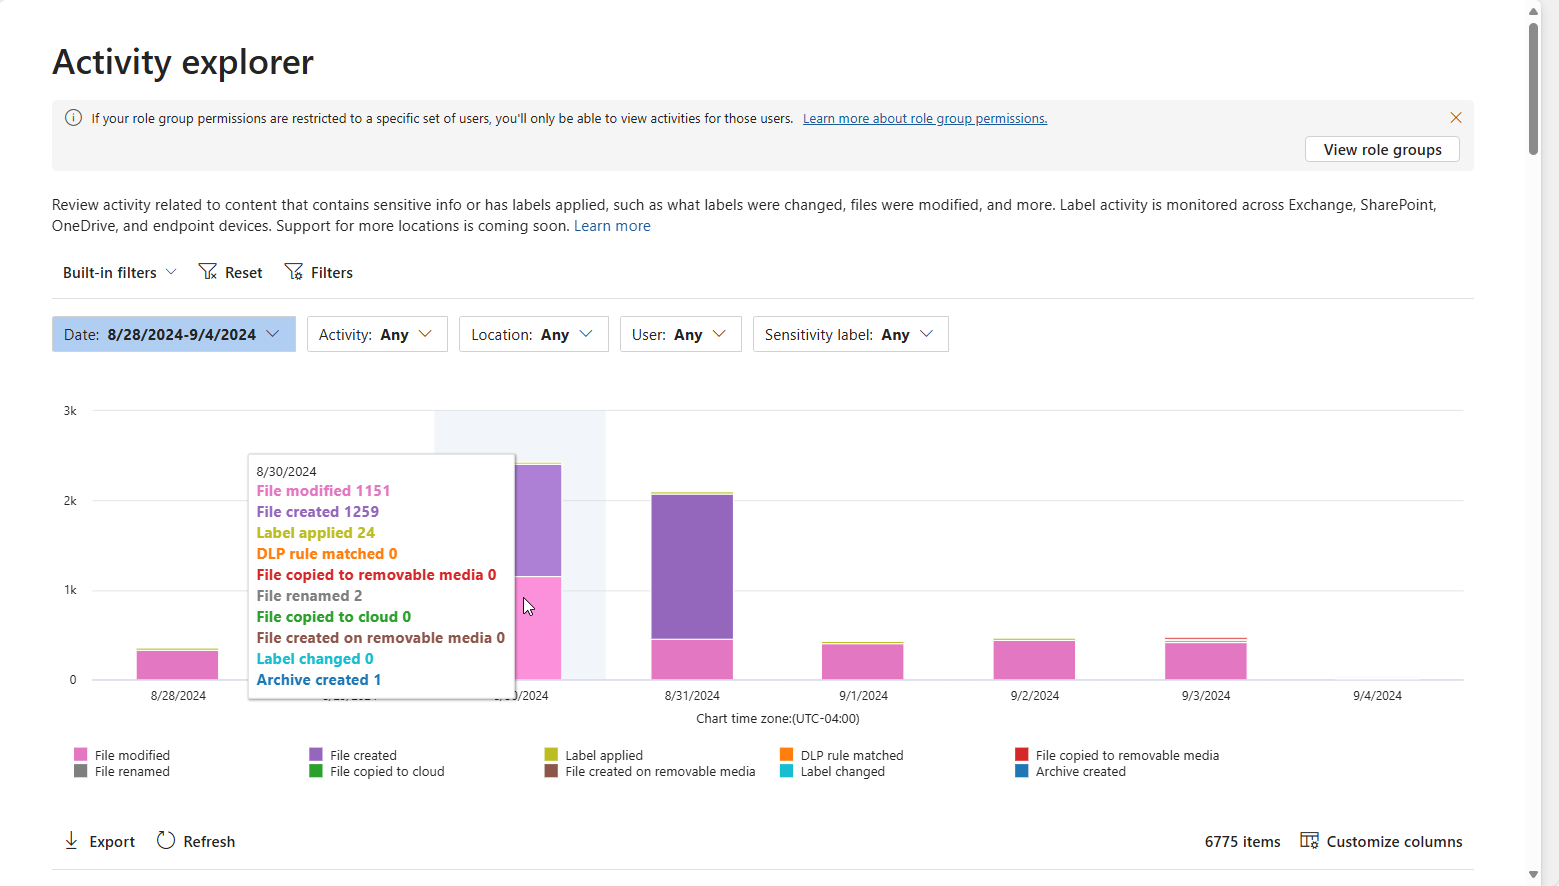 Activity explorer
If your role group permissions are restricted to a specific set of users, you'll only be able to view activities for those users. Learn more about role group permissions.
View role groups
Review activity related to content that contains sensitive info or has labels applied, such as what labels were changed, files were modified, and more. Label activity is monitored across Exchange, SharePoint,
OneDrive, and endpoint devices. Support for more locations is coming soon. Learn more
Built-in filters Reset Filters
Date: 8/28/2024-9/4/2024 Activity: Any Location: Any User: Any Sensitivity label: Any
3k
2k
1k
0
8/30/2024
File modified 1151
File created 1259
Label applied 24
DLP rule matched 0
File copied to removable media 0
File renamed 2
File copied to cloud 0
File created on removable media 0
Label changed 0
Archive created 1
8/28/2024 8/31/2024 9/1/2024 9/2/2024 9/3/2024 9/4/2024
Chart time zone:(UTC-04:00)
File modified File created Label applied DLP rule matched File copied to removable media
File renamed File copied to cloud File created on removable media Label changed Archive created
Export Refresh 6775 items Customize columns